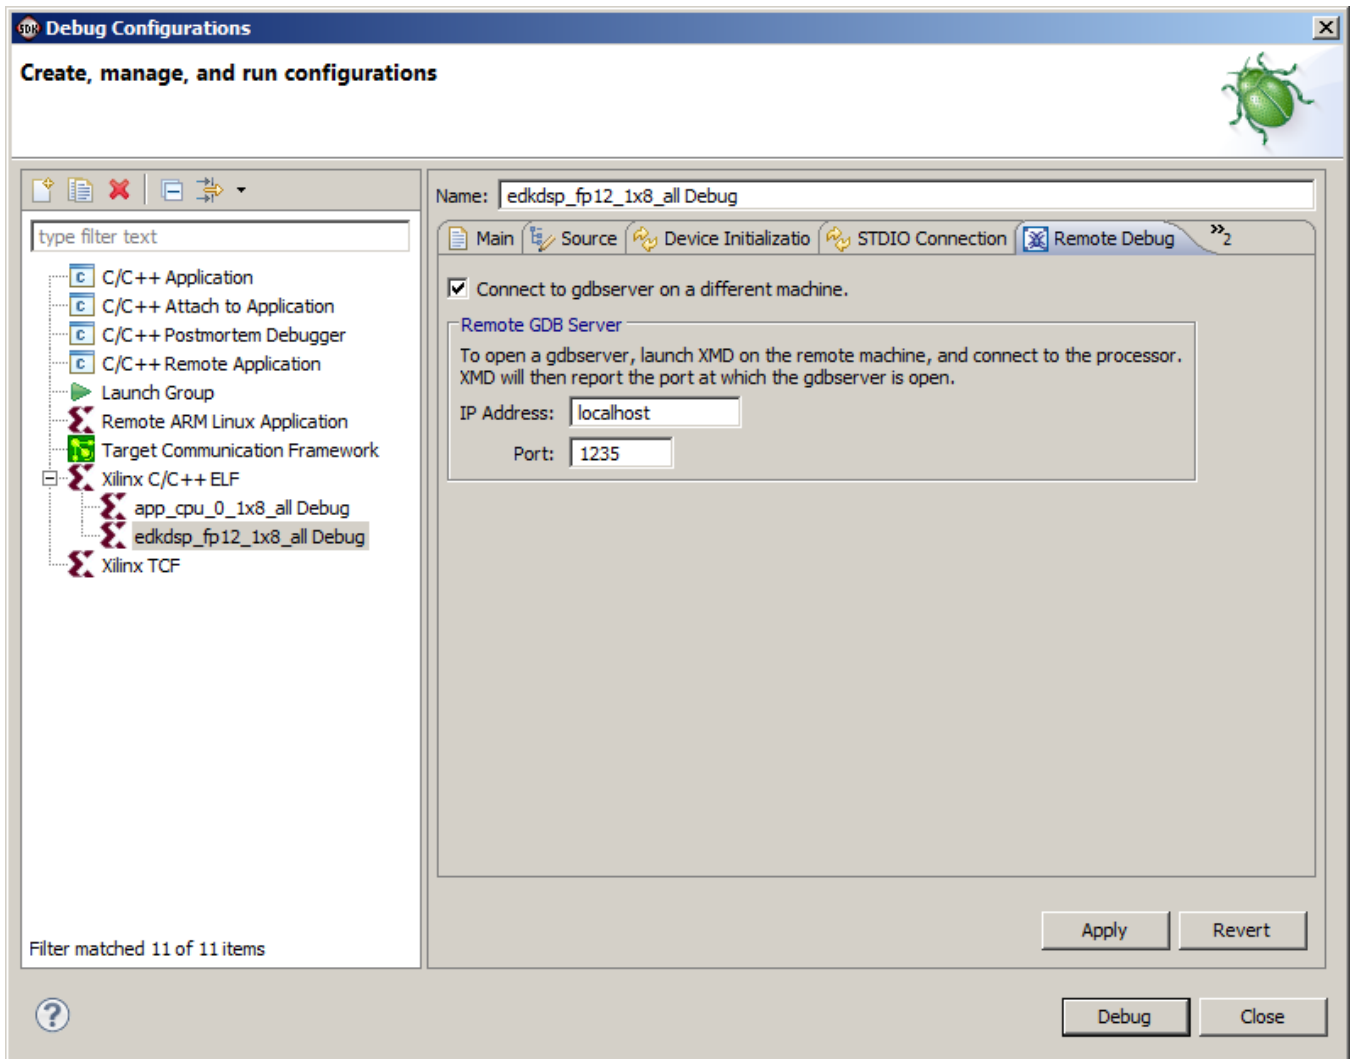 Debug Configurations
Create, manage, and run configurations
type filter text
C/C++ Application
C/C++ Attach to Application
C/C++ Postmortem Debugger
C/C++ Remote Application
Launch Group
Remote ARM Linux Application
Target Communication Framework
Xilinx C/C++ ELF
app_cpu_0_1x8_all Debug
edkdsp_fp12_1x8_all Debug
Xilinx TCF
Filter matched 11 of 11 items
Name: edkdsp_fp12_1x8_all Debug
Main Source Device Initializatio STDIO Connection Remote Debug »2
Connect to gdbserver on a different machine.
Remote GDB Server
To open a gdbserver, launch XMD on the remote machine, and connect to the processor.
XMD will then report the port at which the gdbserver is open.
IP Address: localhost
Port: 1235
Apply Revert
Debug Close